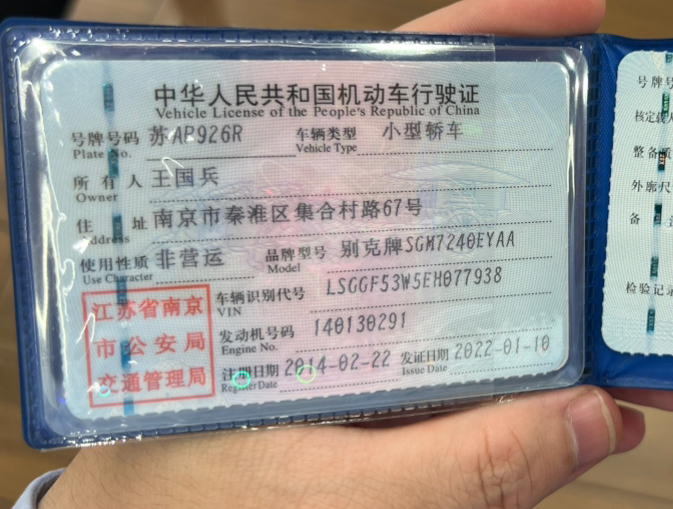 中华人民共和国机动车行驶证
Vehicle License of the People's Republic of China
号牌号码 苏AP926R 车辆类型 小型轿车
Plate No. Vehicle Type
所有人 王国兵
Owner
住址 南京市秦淮区集合村路67号
Address
使用性质 非营运 品牌型号 别克牌SGM7240EYAA
Use Character Model
车辆识别代号 LSGGF53W5EH077938
VIN
发动机号码 140130291
Engine No.
注册日期 2014-02-22 发证日期 2022-01-10
Register Date Issue Date
江苏省南京
市公安局
交通管理局
号牌号
核定载人
整备质
外廓尺
备
检验记录